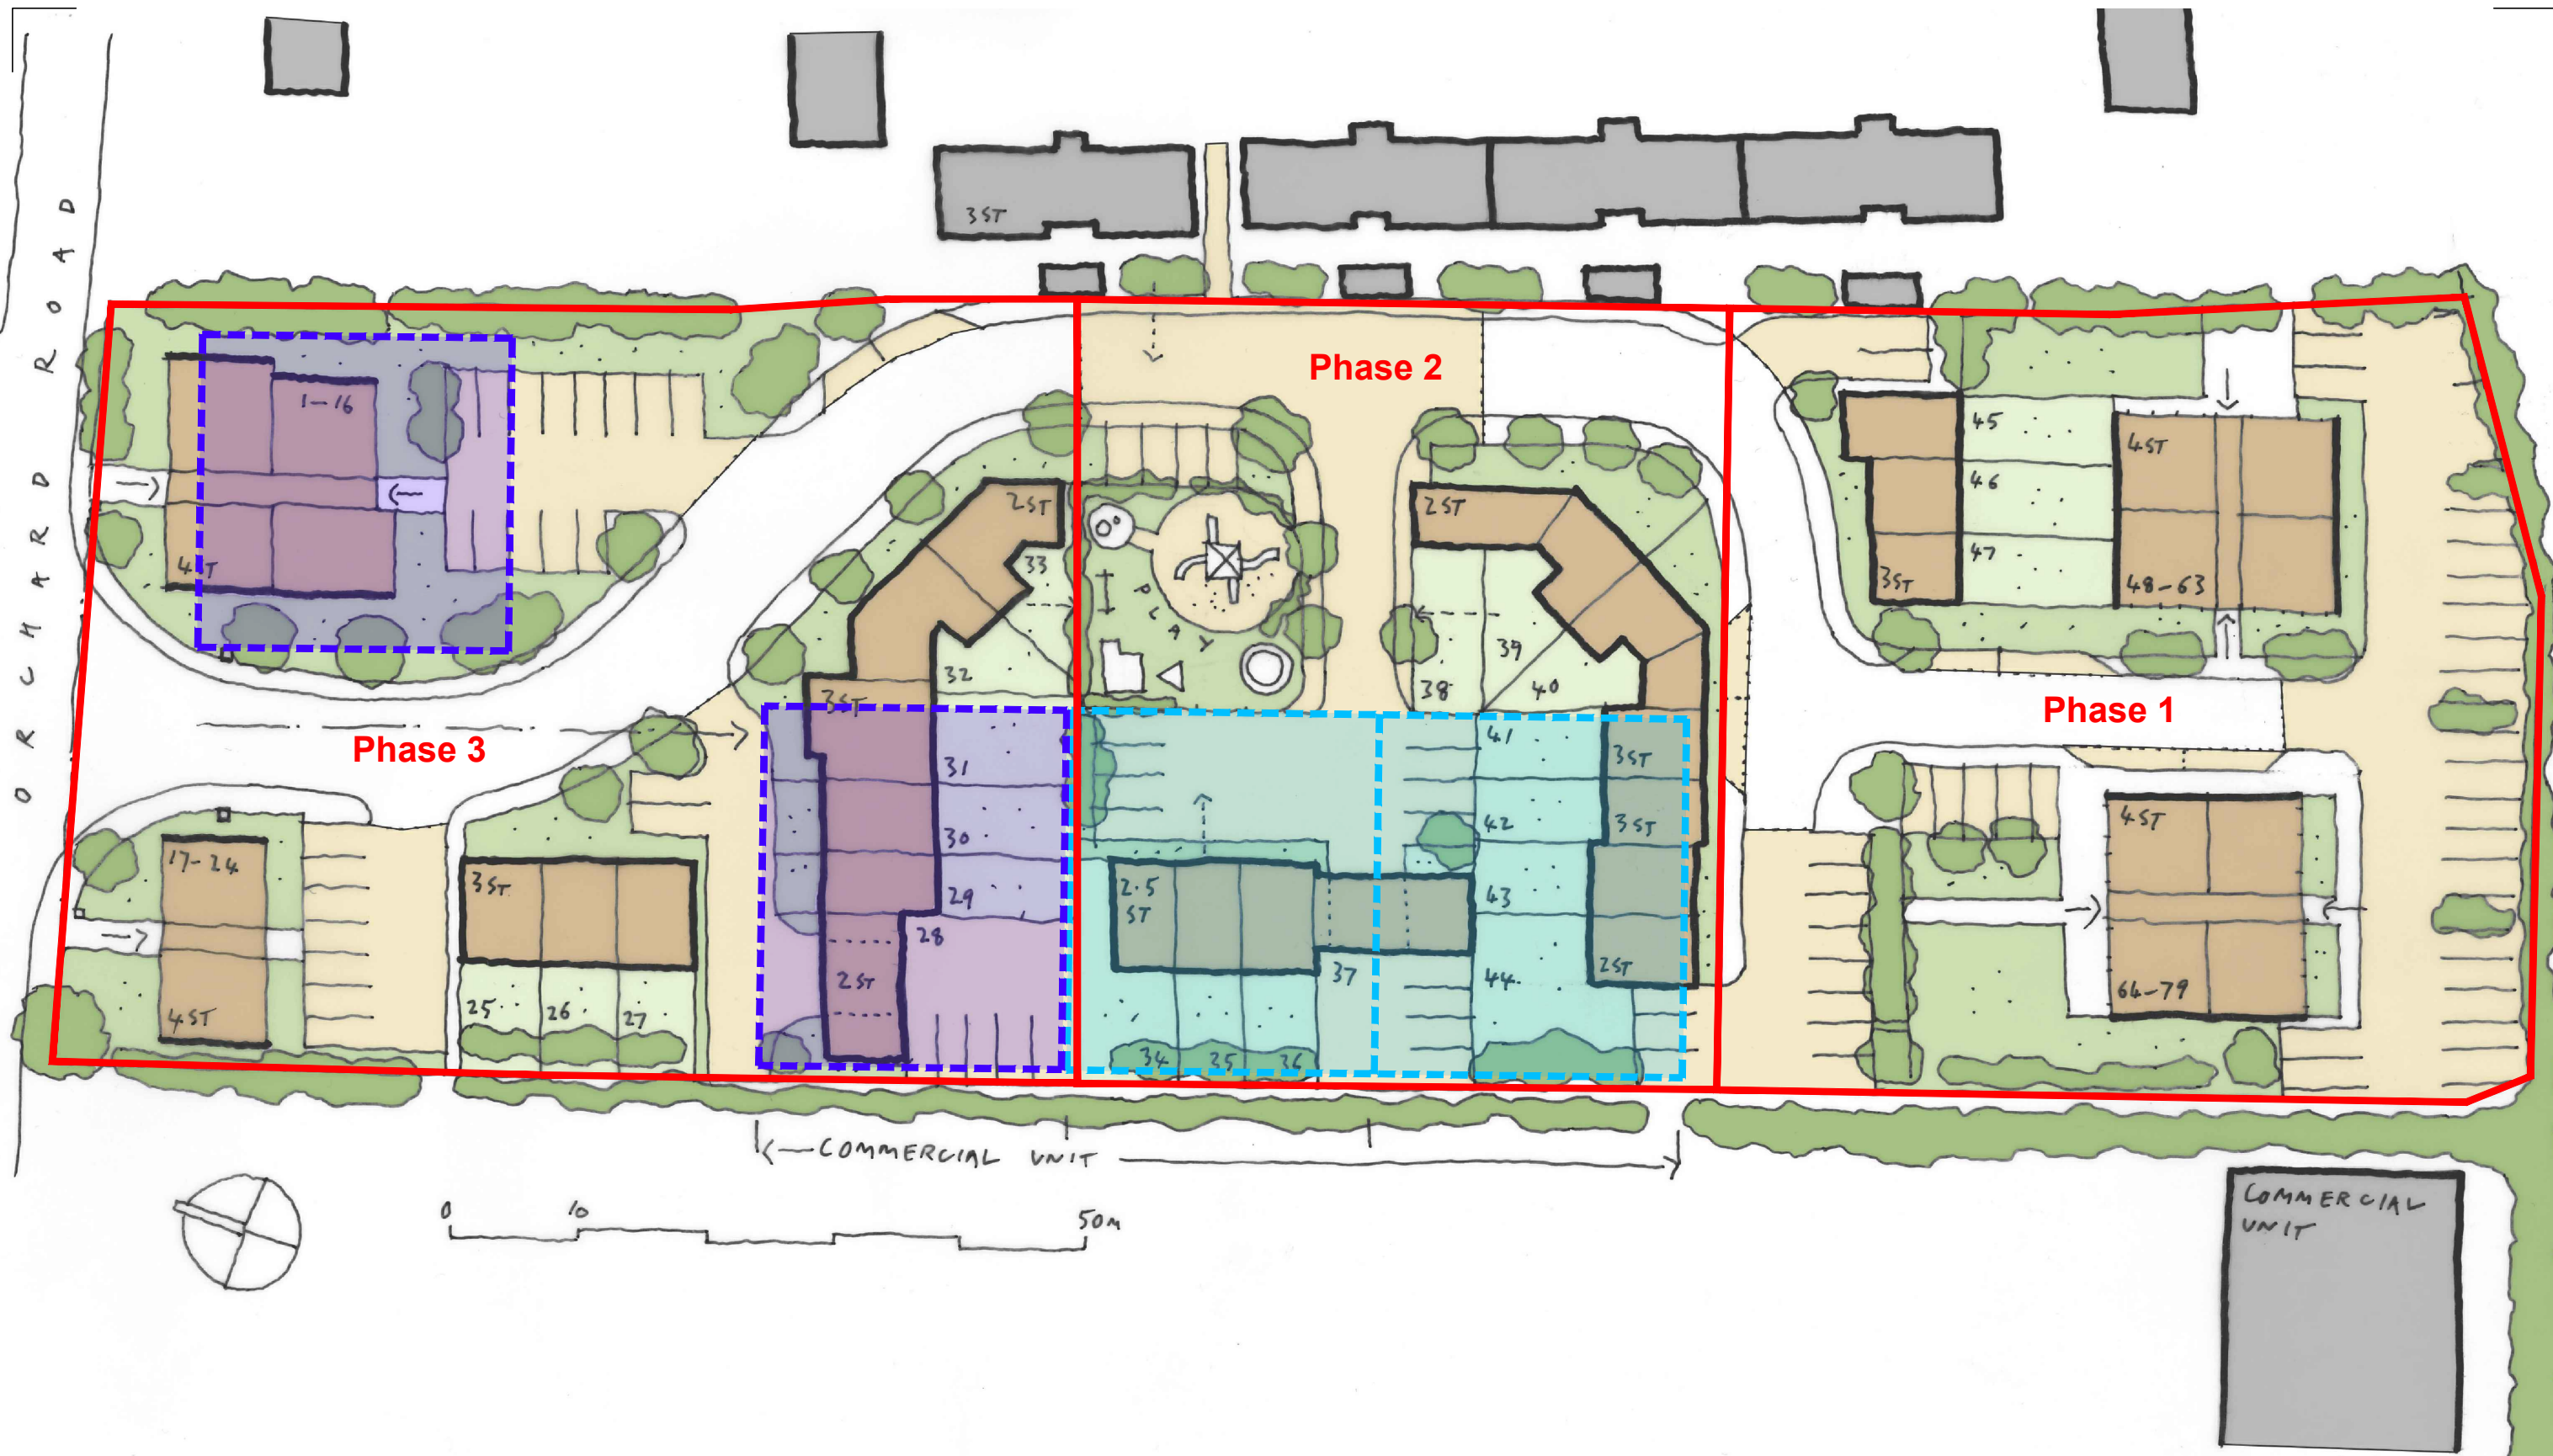 ORCHARD ROAD
3ST
Phase 2
1-16
4ST
2ST
33
32
3ST
PLAY
2ST
39
38
40
45
46
47
3ST
4ST
48-63
Phase 3
Phase 1
31
30
29
28
2ST
41
42
43
44
3ST
3ST
2ST
17-24
4ST
3ST
25
26
27
2.5
ST
37
34
35
36
4ST
64-79
COMMERCIAL UNIT
0
10
50M
COMMERCIAL
UNIT